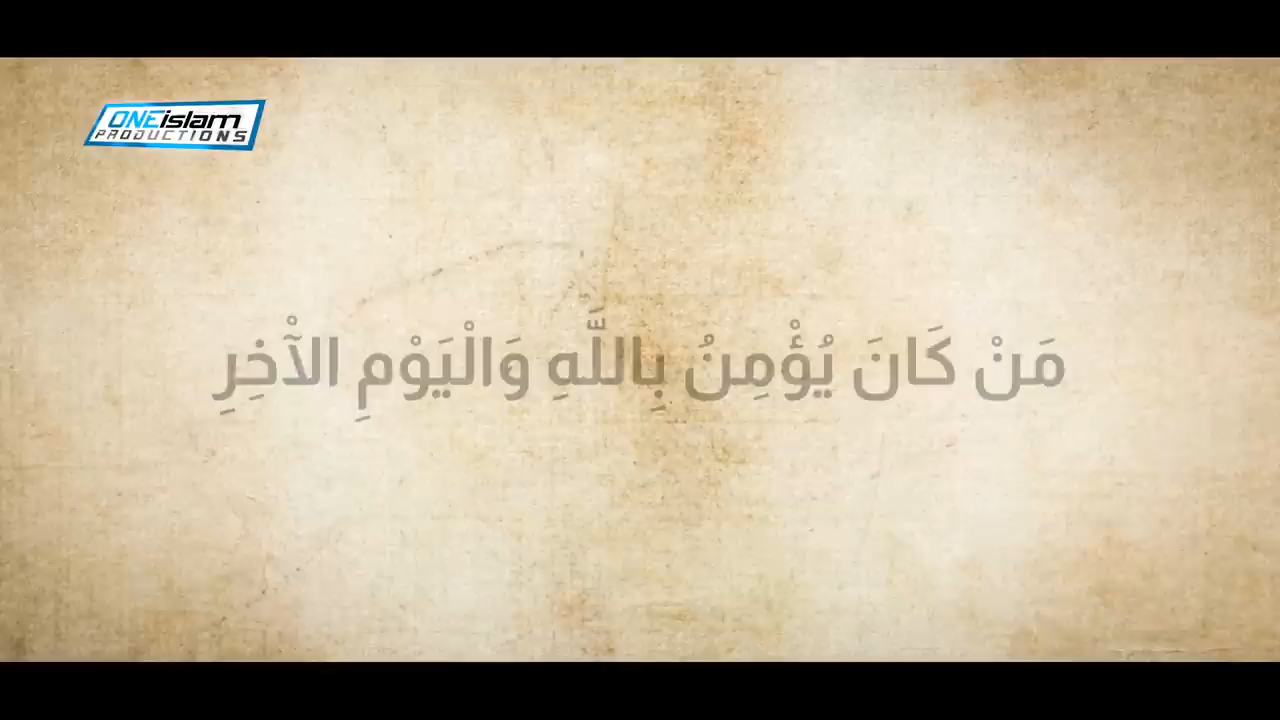 ONEislam
PRODUCTIONS
مَنْ كَانَ يُؤْمِنُ بِاللَّهِ وَالْيَوْمِ الْآخِرِ